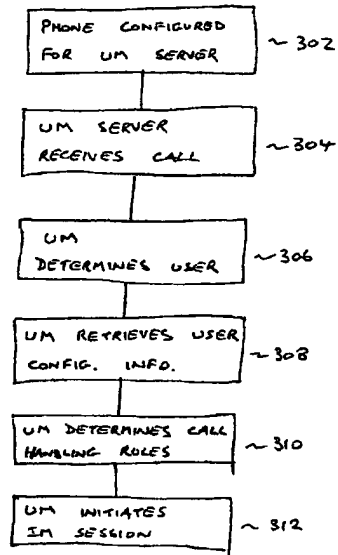 PHONE CONFIGURED
FOR UM SERVER
~ 302
UM SERVER
RECEIVES CALL
~ 304
UM
DETERMINES USER
~ 306
UM RETRIEVES USER
CONFIG. INFO.
~ 308
UM DETERMINES CALL
HANDLING RULES
~ 310
UM INITIATES
IM SESSION
~ 312